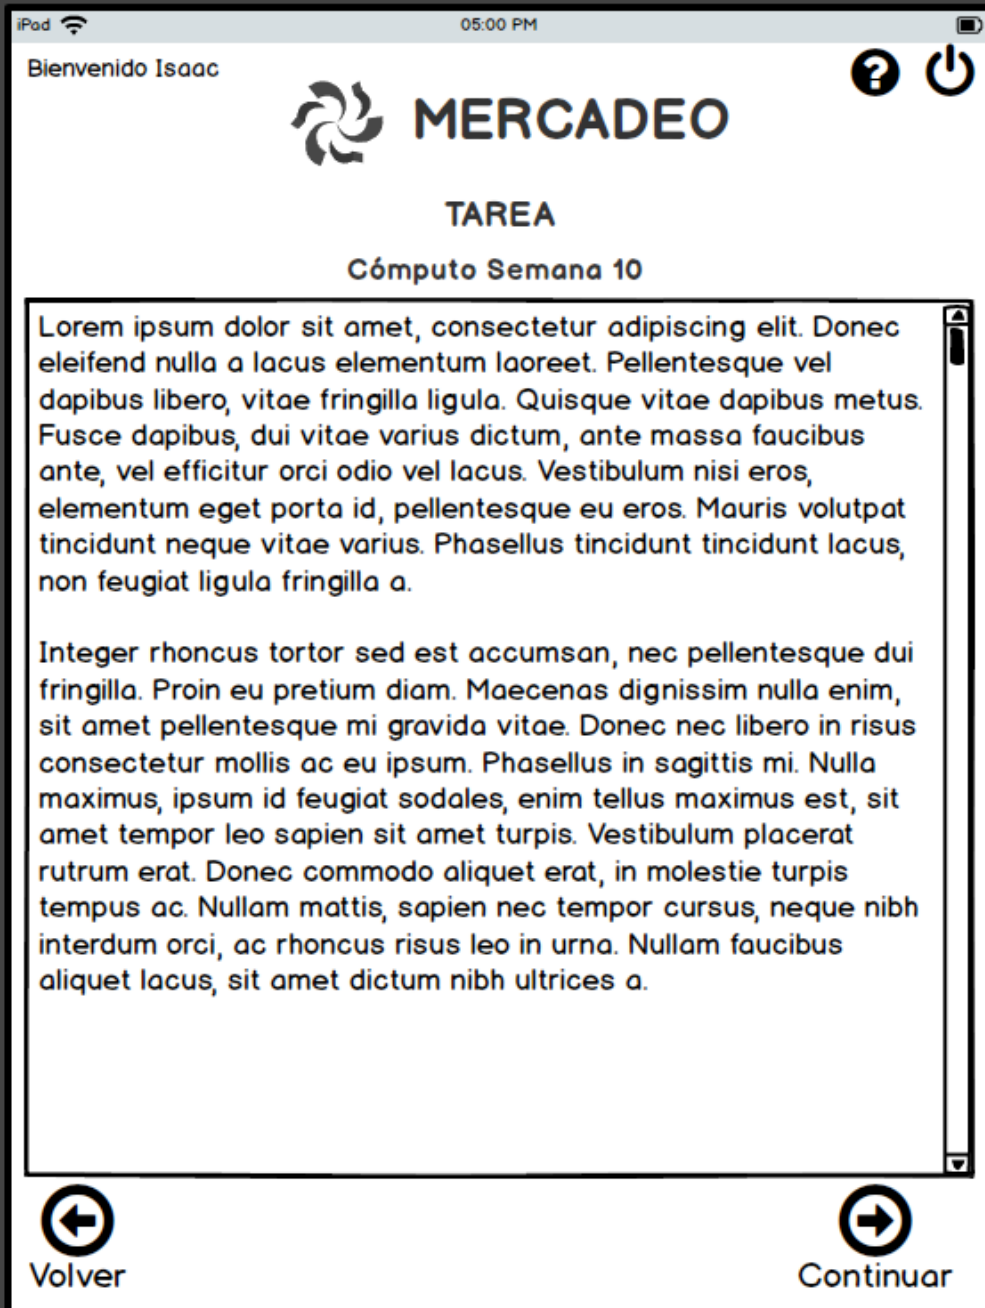 iPad
05:00 PM
Bienvenido Isaac
MERCADEO
TAREA
Cómputo Semana 10
Lorem ipsum dolor sit amet, consectetur adipiscing elit. Donec
eleifend nulla a lacus elementum laoreet. Pellentesque vel
dapibus libero, vitae fringilla ligula. Quisque vitae dapibus metus.
Fusce dapibus, dui vitae varius dictum, ante massa faucibus
ante, vel efficitur orci odio vel lacus. Vestibulum nisi eros,
elementum eget porta id, pellentesque eu eros. Mauris volutpat
tincidunt neque vitae varius. Phasellus tincidunt tincidunt lacus,
non feugiat ligula fringilla a.
Integer rhoncus tortor sed est accumsan, nec pellentesque dui
fringilla. Proin eu pretium diam. Maecenas dignissim nulla enim,
sit amet pellentesque mi gravida vitae. Donec nec libero in risus
consectetur mollis ac eu ipsum. Phasellus in sagittis mi. Nulla
maximus, ipsum id feugiat sodales, enim tellus maximus est, sit
amet tempor leo sapien sit amet turpis. Vestibulum placerat
rutrum erat. Donec commodo aliquet erat, in molestie turpis
tempus ac. Nullam mattis, sapien nec tempor cursus, neque nibh
interdum orci, ac rhoncus risus leo in urna. Nullam faucibus
aliquet lacus, sit amet dictum nibh ultrices a.
Volver
Continuar